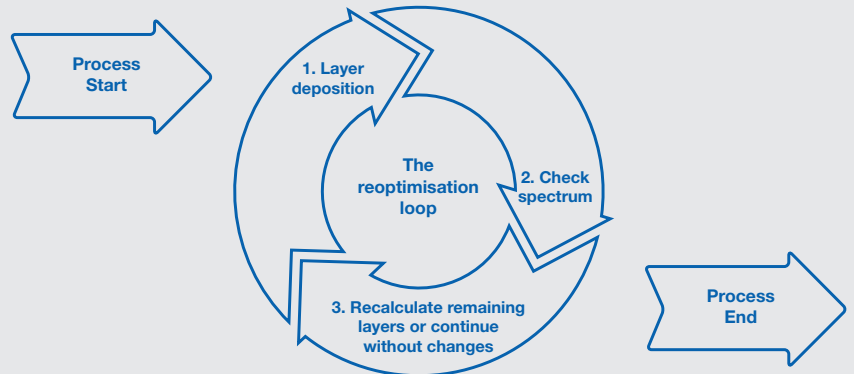 Process
Start
1. Layer
deposition
The
reoptimisation
loop
2. Check
spectrum
3. Recalculate remaining
layers or continue
without changes
Process
End